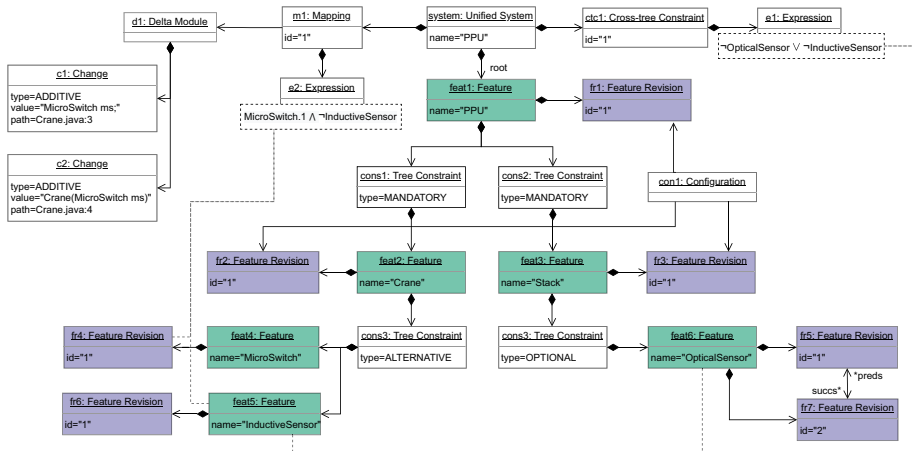 d1: Delta Module
m1: Mapping
id="1"
system: Unified System
name="PPU"
ctc1: Cross-tree Constraint
id="1"
e1: Expression
¬OpticalSensor ∨ ¬InductiveSensor
root
c1: Change
type=ADDITIVE
value="MicroSwitch ms;"
path=Crane.java:3
e2: Expression
MicroSwitch.1 ∧ ¬InductiveSensor
feat1: Feature
name="PPU"
fr1: Feature Revision
id="1"
c2: Change
type=ADDITIVE
value="Crane(MicroSwitch ms)"
path=Crane.java:4
cons1: Tree Constraint
type=MANDATORY
cons2: Tree Constraint
type=MANDATORY
con1: Configuration
fr2: Feature Revision
id="1"
feat2: Feature
name="Crane"
feat3: Feature
name="Stack"
fr3: Feature Revision
id="1"
fr4: Feature Revision
id="1"
feat4: Feature
name="MicroSwitch"
cons3: Tree Constraint
type=ALTERNATIVE
cons3: Tree Constraint
type=OPTIONAL
feat6: Feature
name="OpticalSensor"
fr5: Feature Revision
id="1"
*preds
succs*
fr6: Feature Revision
id="1"
feat5: Feature
name="InductiveSensor"
fr7: Feature Revision
id="2"